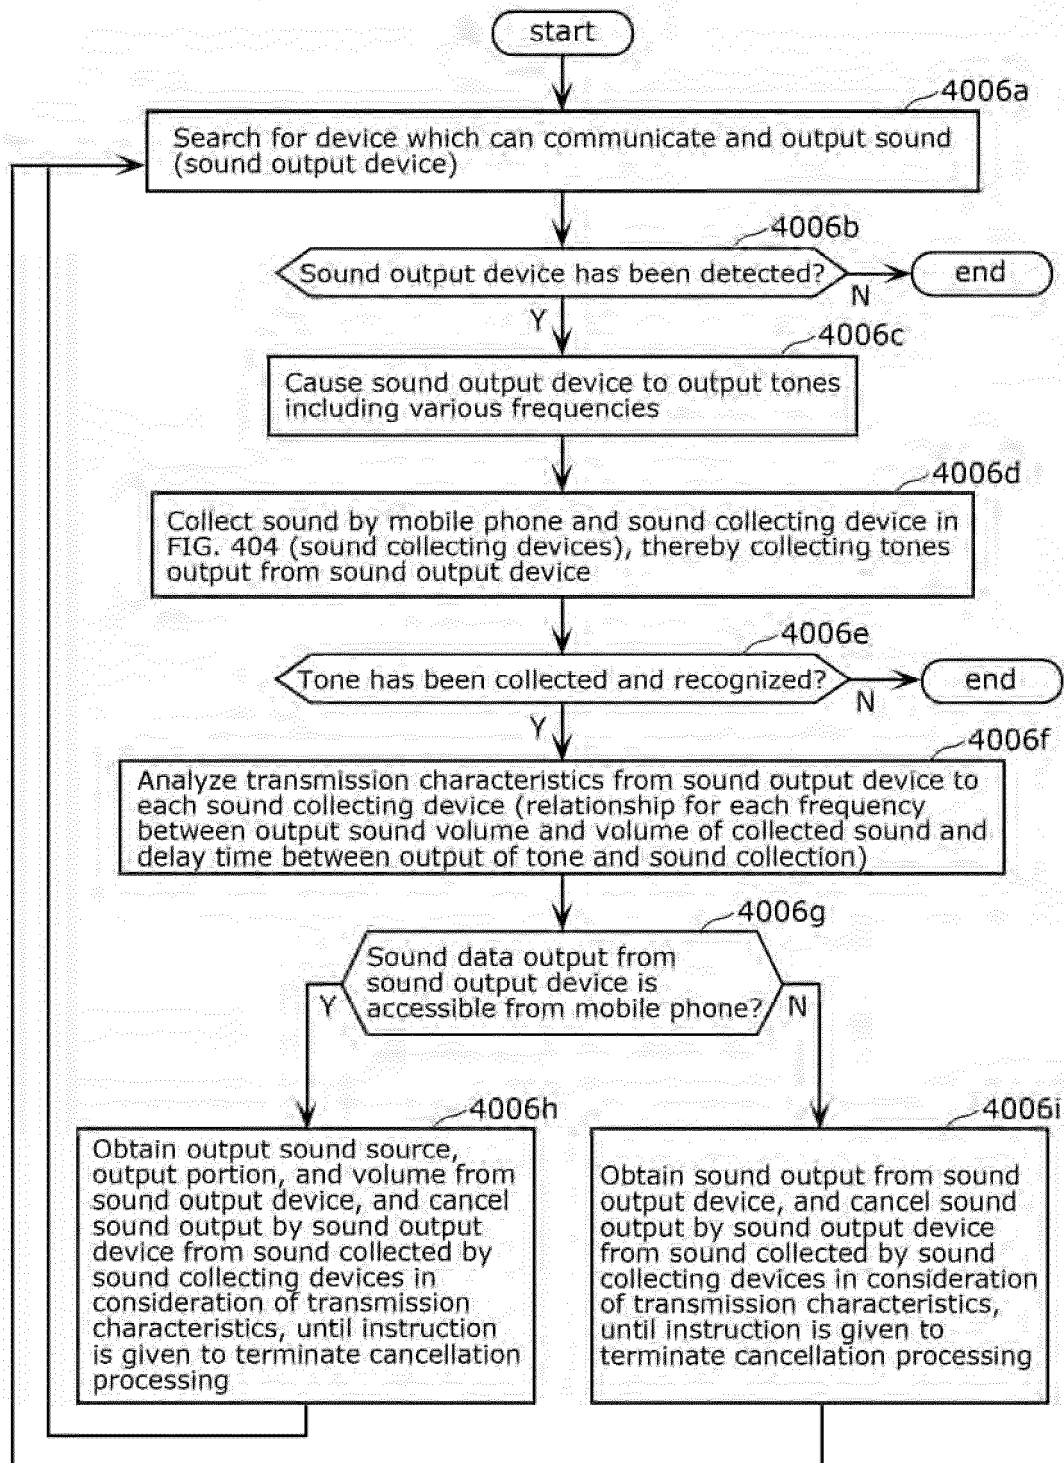 start
4006a
Search for device which can communicate and output sound
(sound output device)
4006b
Sound output device has been detected?
end
N
Y
4006c
Cause sound output device to output tones
including various frequencies
4006d
Collect sound by mobile phone and sound collecting device in
FIG. 404 (sound collecting devices), thereby collecting tones
output from sound output device
4006e
Tone has been collected and recognized?
end
N
Y
4006f
Analyze transmission characteristics from sound output device to
each sound collecting device (relationship for each frequency
between output sound volume and volume of collected sound and
delay time between output of tone and sound collection)
4006g
Sound data output from
sound output device is
accessible from mobile phone?
Y
N
4006h
Obtain output sound source,
output portion, and volume from
sound output device, and cancel
sound output by sound output
device from sound collected by
sound collecting devices in
consideration of transmission
characteristics, until instruction
is given to terminate cancellation
processing
4006i
Obtain sound output from sound
output device, and cancel sound
output by sound output device
from sound collected by sound
collecting devices in consideration
of transmission characteristics,
until instruction is given to
terminate cancellation processing